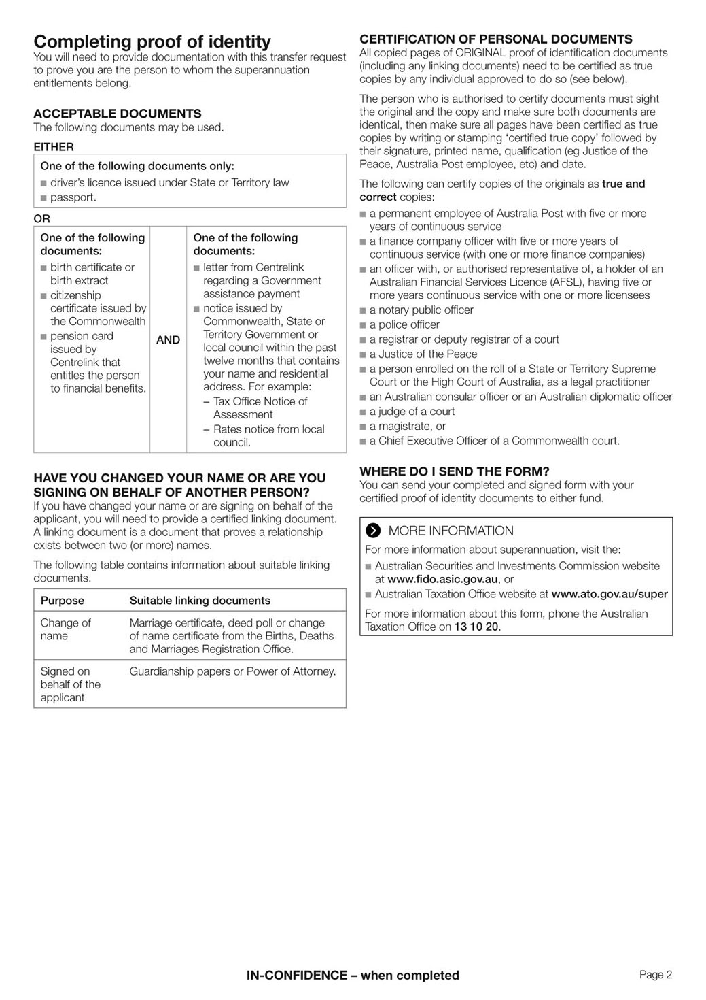 Completing proof of identity
You will need to provide documentation with this transfer request
to prove you are the person to whom the superannuation
entitlements belong.
ACCEPTABLE DOCUMENTS
The following documents may be used.
EITHER
One of the following documents only:
■ driver's licence issued under State or Territory law
■ passport.
OR
One of the following
documents:
■ birth certificate or
birth extract
■ citizenship
certificate issued by
the Commonwealth
■ pension card
issued by
Centrelink that
entitles the person
to financial benefits.
AND
One of the following
documents:
■ letter from Centrelink
regarding a Government
assistance payment
■ notice issued by
Commonwealth, State or
Territory Government or
local council within the past
twelve months that contains
your name and residential
address. For example:
– Tax Office Notice of
Assessment
– Rates notice from local
council.
HAVE YOU CHANGED YOUR NAME OR ARE YOU
SIGNING ON BEHALF OF ANOTHER PERSON?
If you have changed your name or are signing on behalf of the
applicant, you will need to provide a certified linking document.
A linking document is a document that proves a relationship
exists between two (or more) names.
The following table contains information about suitable linking
documents.
Purpose Suitable linking documents
Change of
name
Marriage certificate, deed poll or change
of name certificate from the Births, Deaths
and Marriages Registration Office.
Signed on
behalf of the
applicant
Guardianship papers or Power of Attorney.
CERTIFICATION OF PERSONAL DOCUMENTS
All copied pages of ORIGINAL proof of identification documents
(including any linking documents) need to be certified as true
copies by any individual approved to do so (see below).
The person who is authorised to certify documents must sight
the original and the copy and make sure both documents are
identical, then make sure all pages have been certified as true
copies by writing or stamping 'certified true copy' followed by
their signature, printed name, qualification (eg Justice of the
Peace, Australia Post employee, etc) and date.
The following can certify copies of the originals as true and
correct copies:
■ a permanent employee of Australia Post with five or more
years of continuous service
■ a finance company officer with five or more years of
continuous service (with one or more finance companies)
■ an officer with, or authorised representative of, a holder of an
Australian Financial Services Licence (AFSL), having five or
more years continuous service with one or more licensees
■ a notary public officer
■ a police officer
■ a registrar or deputy registrar of a court
■ a Justice of the Peace
■ a person enrolled on the roll of a State or Territory Supreme
Court or the High Court of Australia, as a legal practitioner
■ an Australian consular officer or an Australian diplomatic officer
■ a judge of a court
■ a magistrate, or
■ a Chief Executive Officer of a Commonwealth court.
WHERE DO I SEND THE FORM?
You can send your completed and signed form with your
certified proof of identity documents to either fund.
MORE INFORMATION
For more information about superannuation, visit the:
■ Australian Securities and Investments Commission website
at www.fido.asic.gov.au, or
■ Australian Taxation Office website at www.ato.gov.au/super
For more information about this form, phone the Australian
Taxation Office on 13 10 20.
IN-CONFIDENCE – when completed
Page 2